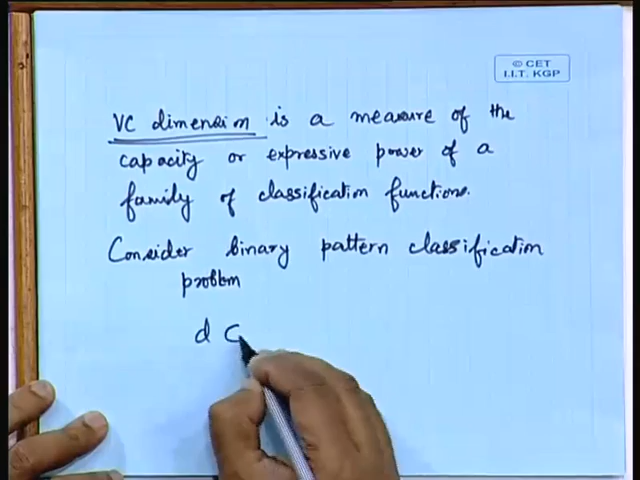 © CET
I.I.T. KGP
VC dimension is a measure of the
capacity or expressive power of a
family of classification functions.
Consider binary pattern classification
problem
d C